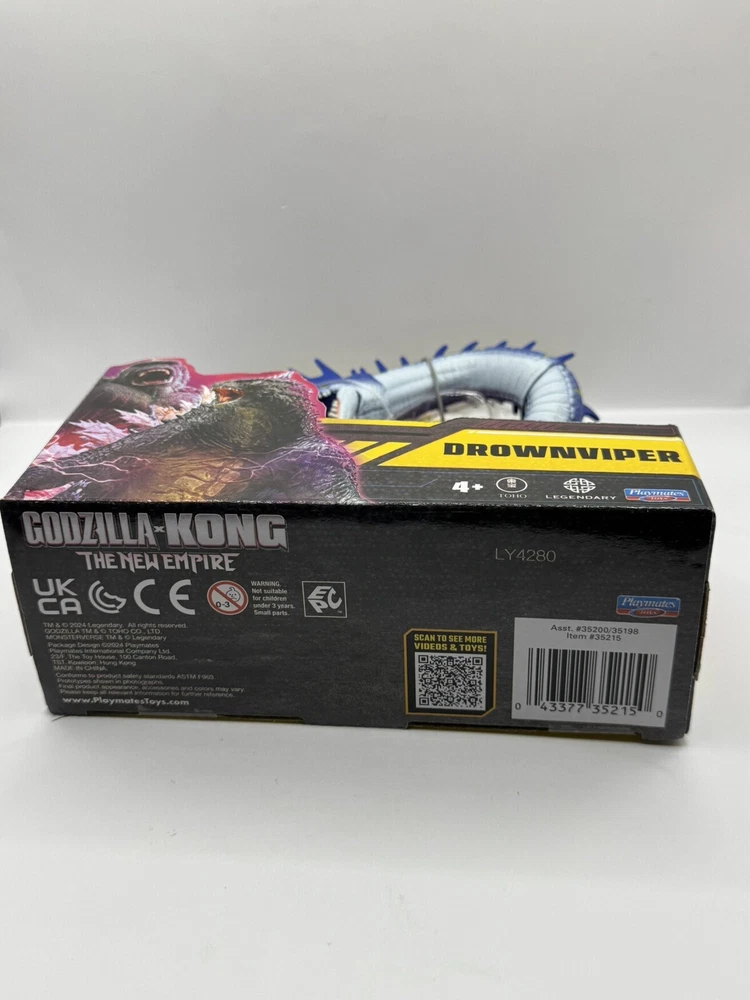 DROWNVIPER
4+
TOHO
LEGENDARY
Playmates
GODZILLA x KONG
THE NEW EMPIRE
LY4280
UK
CA
CE
0-3
WARNING:
Not suitable
for children
under 3 years.
Small parts.
EPC
TM & © 2024 Legendary. All rights reserved.
GODZILLA TM & © TOHO CO., LTD.
MONSTERVERSE TM & © Legendary
Package Design ©2024 Playmates
Playmates International Company Ltd.
23/F, The Toy House, 100 Canton Road,
TST, Kowloon, Hong Kong
MADE IN CHINA.
Conforms to product safety standards ASTM F963.
Prototypes shown in photographs.
Final product appearance, accessories and colors may vary.
Please keep all relevant information for further reference.
www.PlaymatesToys.com
SCAN TO SEE MORE
VIDEOS & TOYS!
Playmates
Asst. #35200/35198
Item #35215
0 43377 35215 0